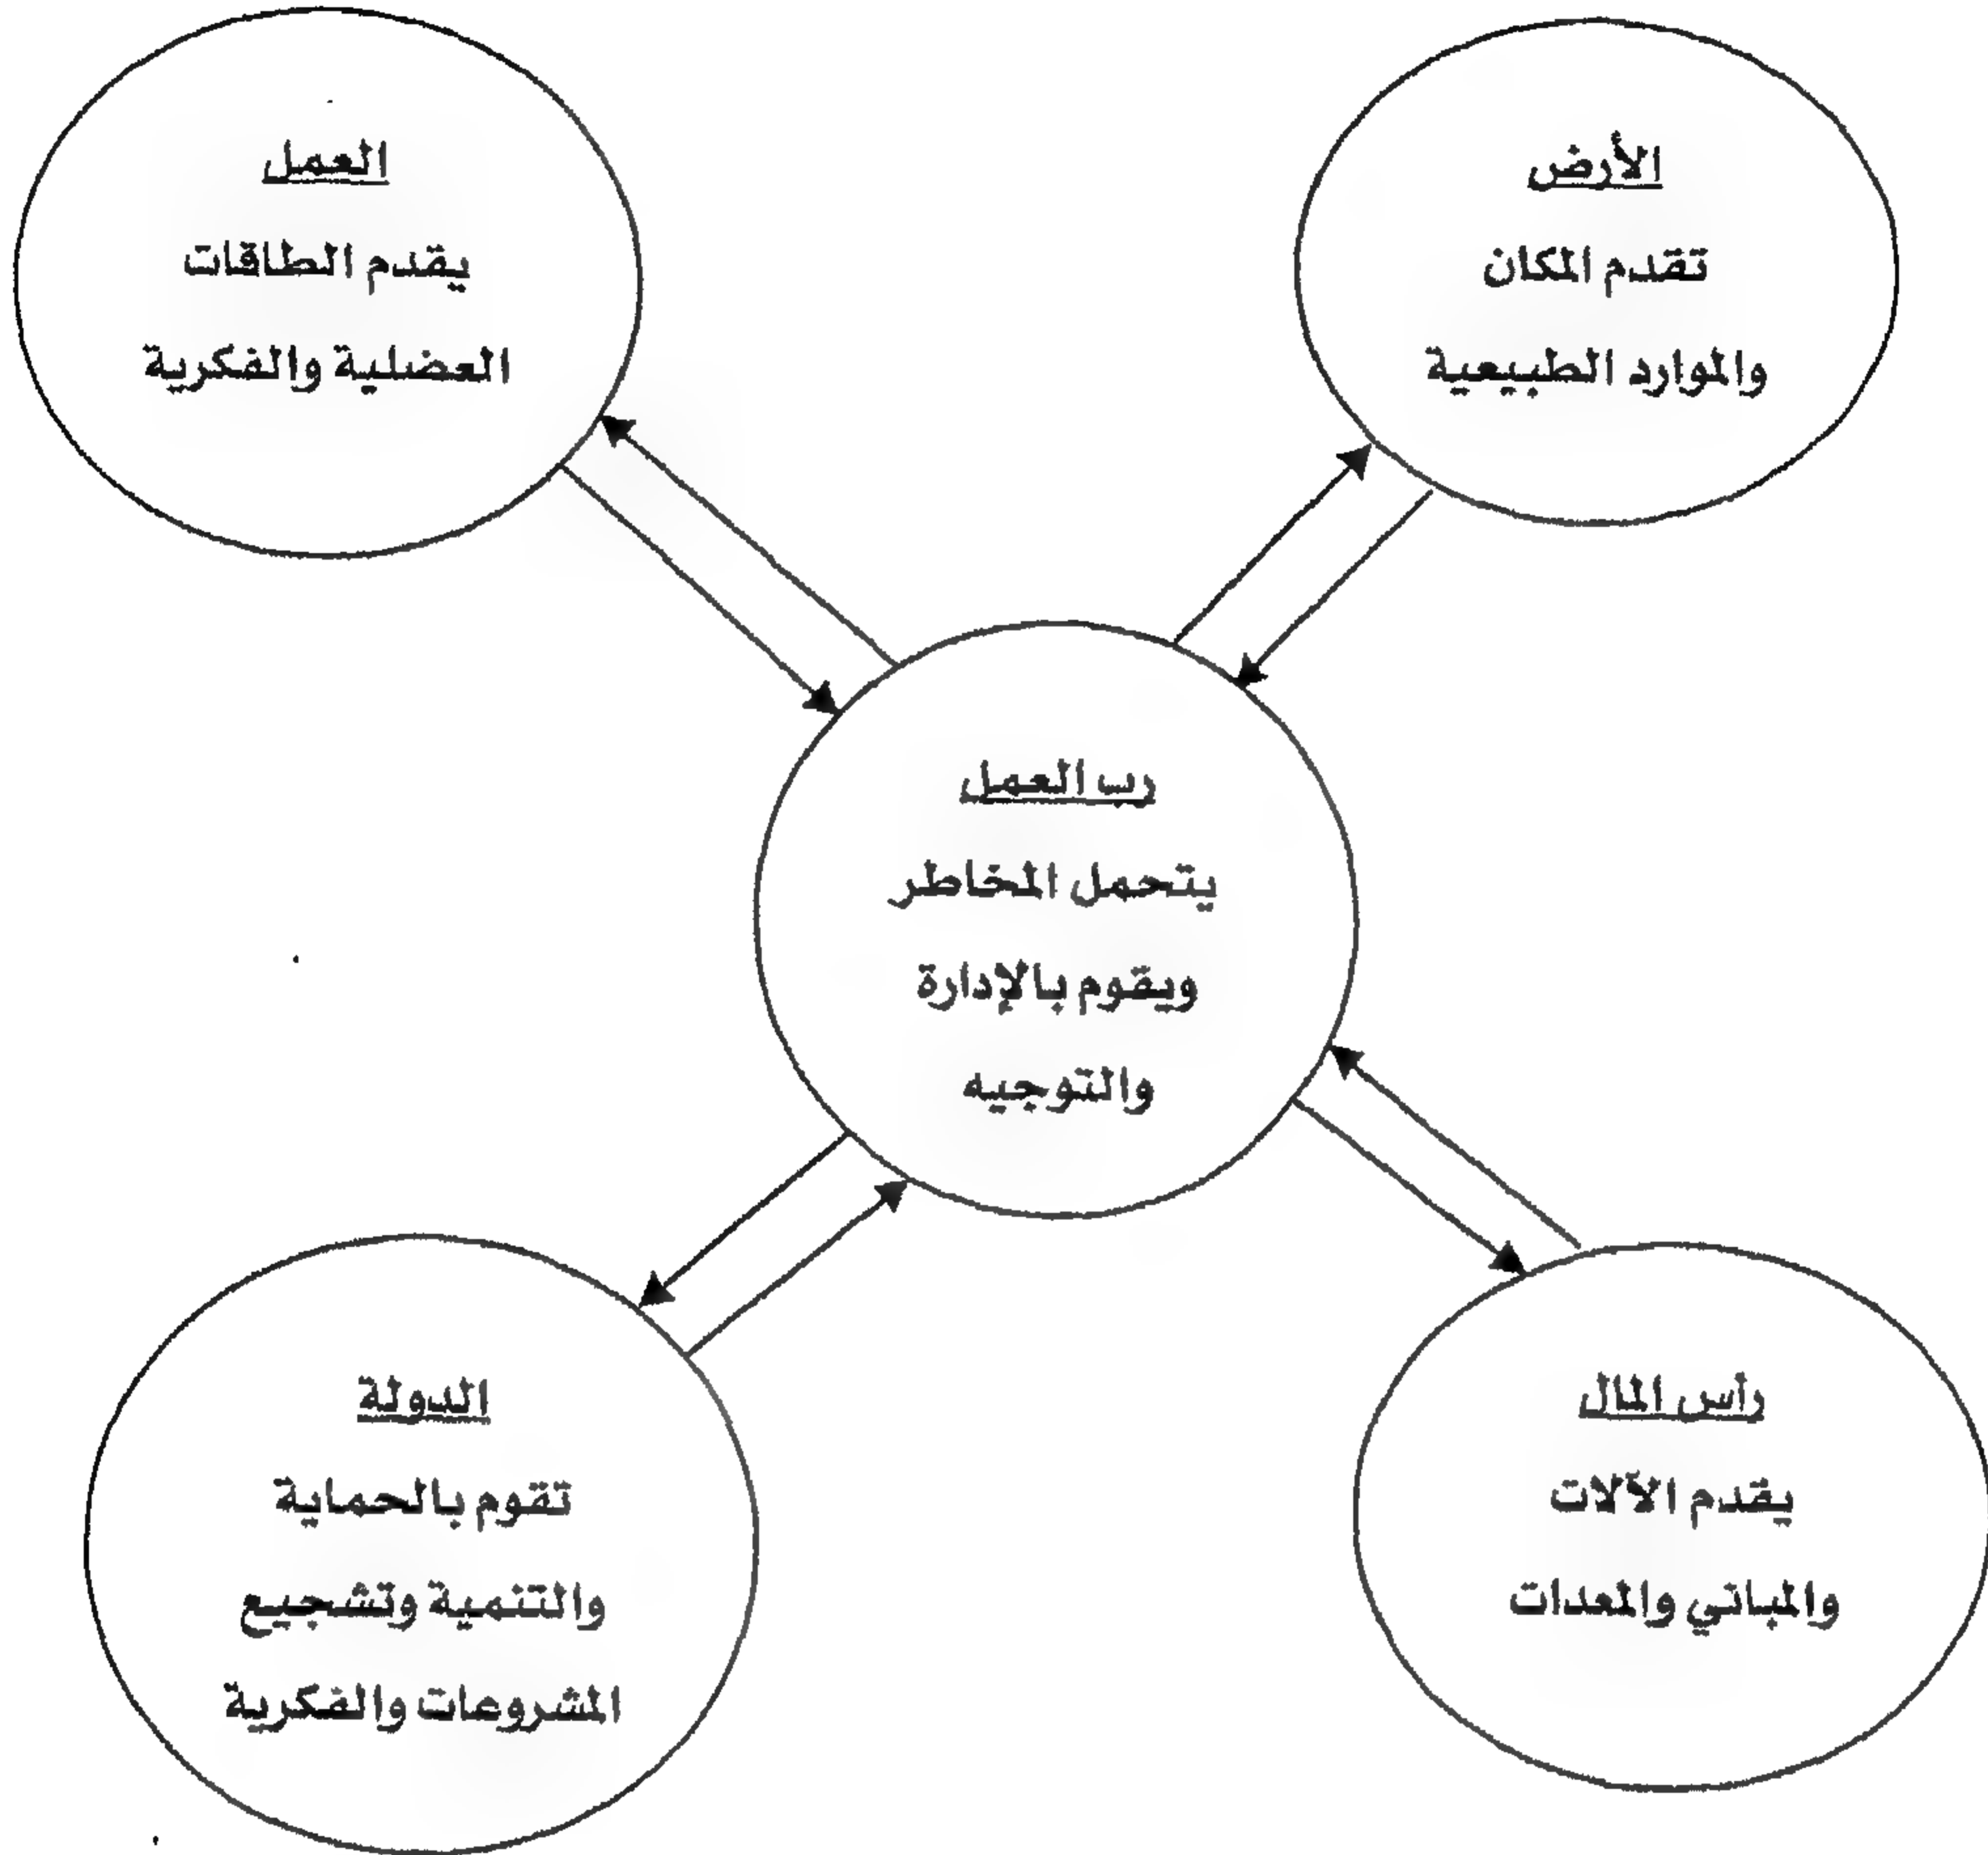 الأرض
تقدم المكان
والموارد الطبيعية
العمل
يقدم الطاقات
العضلية والفكرية
رب العمل
يتحمل المخاطر
ويقوم بالإدارة
والتوجيه
رأس المال
يقدم الآلات
والمباني والمعدات
الدولة
تقوم بالحماية
والتنمية وتشجيع
المشروعات والفكرية